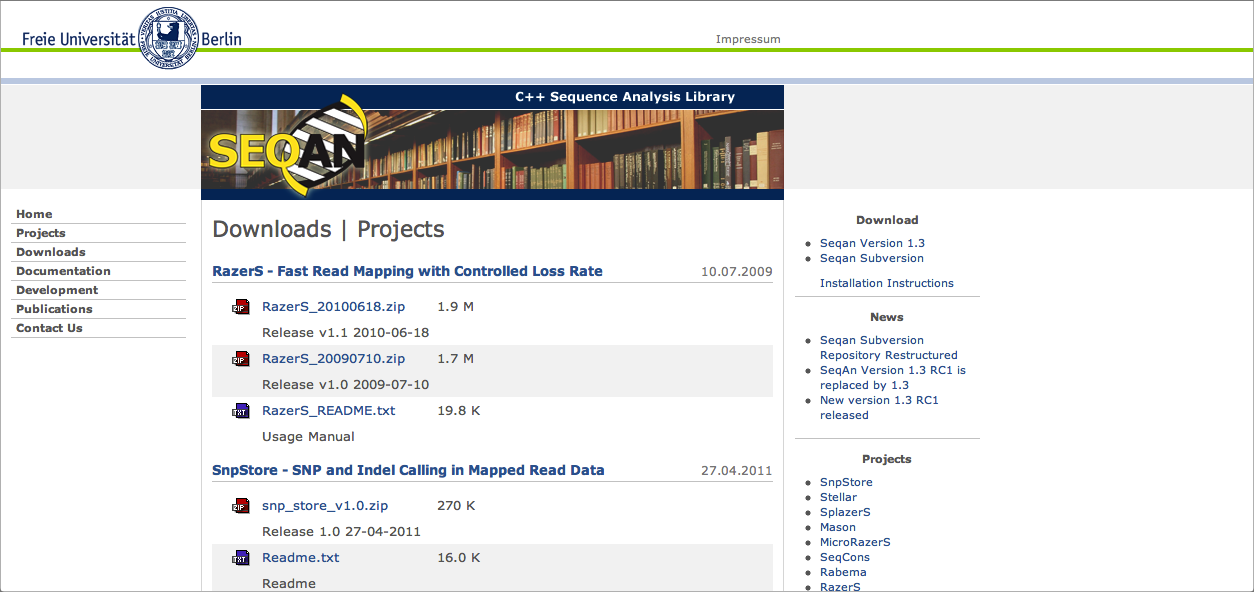 Freie Universität Berlin
Impressum
C++ Sequence Analysis Library
SEQAN
Home
Projects
Downloads
Documentation
Development
Publications
Contact Us
Downloads | Projects
RazerS - Fast Read Mapping with Controlled Loss Rate 10.07.2009
ZIP RazerS_20100618.zip 1.9 M
Release v1.1 2010-06-18
ZIP RazerS_20090710.zip 1.7 M
Release v1.0 2009-07-10
TXT RazerS_README.txt 19.8 K
Usage Manual
SnpStore - SNP and Indel Calling in Mapped Read Data 27.04.2011
ZIP snp_store_v1.0.zip 270 K
Release 1.0 27-04-2011
TXT Readme.txt 16.0 K
Readme
Download
Seqan Version 1.3
Seqan Subversion
Installation Instructions
News
Seqan Subversion
Repository Restructured
SeqAn Version 1.3 RC1 is
replaced by 1.3
New version 1.3 RC1
released
Projects
SnpStore
Stellar
SplazerS
Mason
MicroRazerS
SeqCons
Rabema
RazerS